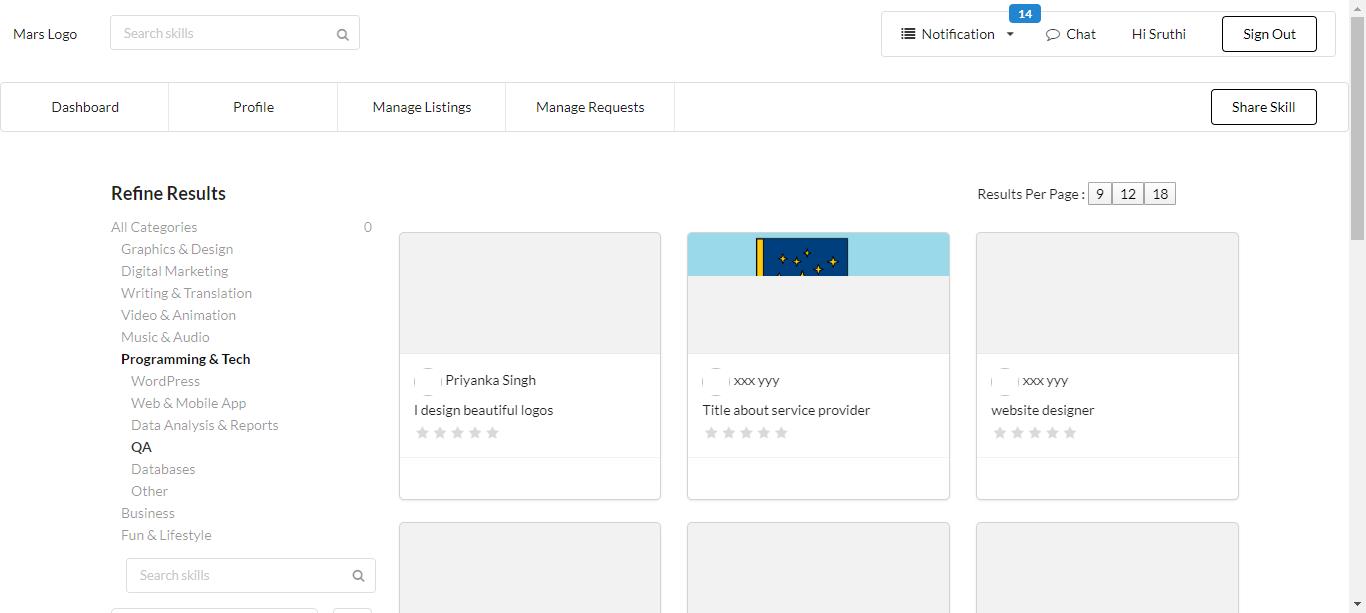 14
Mars Logo
Search skills
Notification
Chat
Hi Sruthi
Sign Out
Dashboard
Profile
Manage Listings
Manage Requests
Share Skill
Refine Results
Results Per Page : 9 12 18
All Categories 0
Graphics & Design
Digital Marketing
Writing & Translation
Video & Animation
Music & Audio
Programming & Tech
WordPress
Web & Mobile App
Data Analysis & Reports
QA
Databases
Other
Business
Fun & Lifestyle
Search skills
Priyanka Singh
I design beautiful logos
xxx yyy
Title about service provider
xxx yyy
website designer